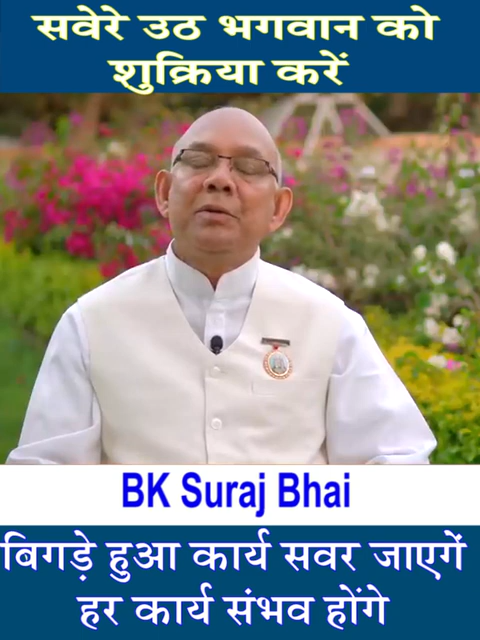 सवेरे उठ भगवान को
शुक्रिया करें
BK Suraj Bhai
बिगड़े हुआ कार्य सवर जाएगें
हर कार्य संभव होंगे